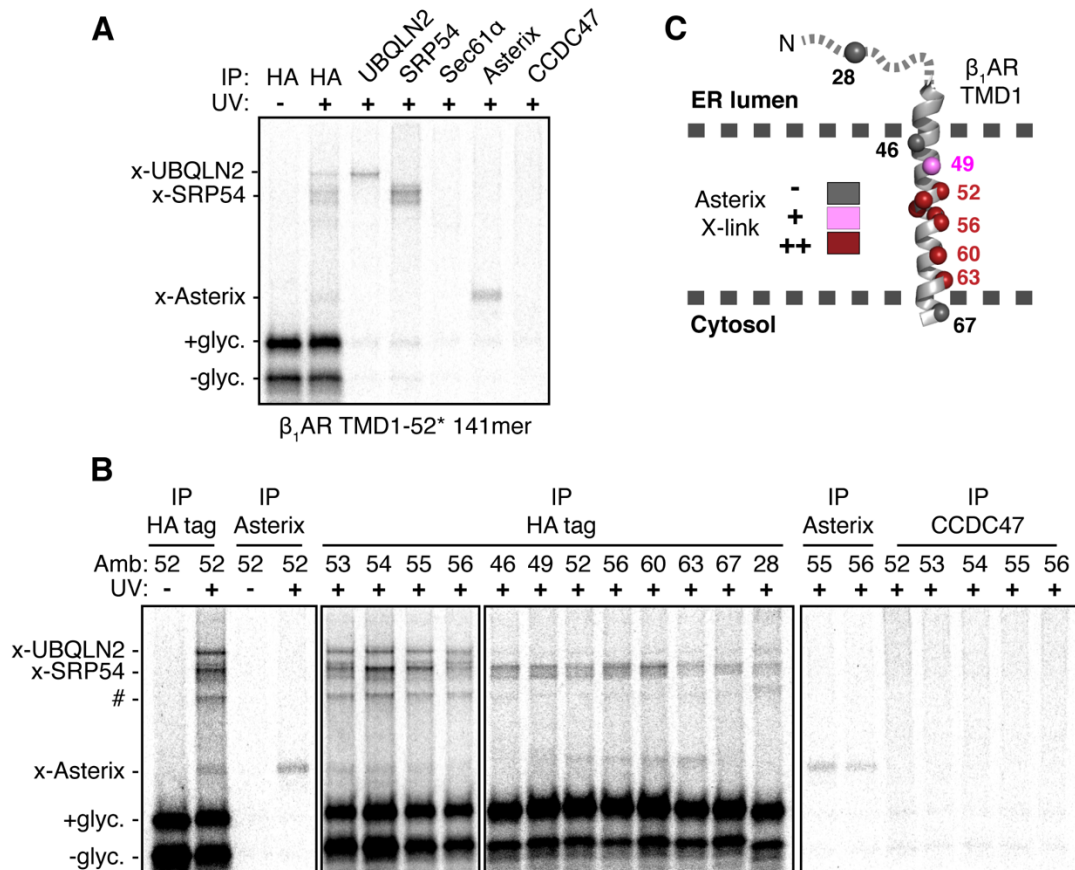 A
IP: HA HA UBQLN2 SRP54 Sec61α Asterix CCDC47
UV: - + + + + + +
x-UBQLN2
x-SRP54
x-Asterix
+glyc.
-glyc.
β₁AR TMD1-52* 141mer
C
N
28
β₁AR
TMD1
ER lumen
46
49
52
56
60
63
67
Asterix
X-link
-
+
++
Cytosol
B
IP
HA tag
IP
Asterix
IP
HA tag
IP
Asterix
IP
CCDC47
Amb: 52 52 52 52 53 54 55 56 46 49 52 56 60 63 67 28 55 56 52 53 54 55 56
UV: - + - + + + + + + + + + + + + + + + + + + + +
x-UBQLN2 -
x-SRP54 -
# -
x-Asterix -
+glyc. -
-glyc. -